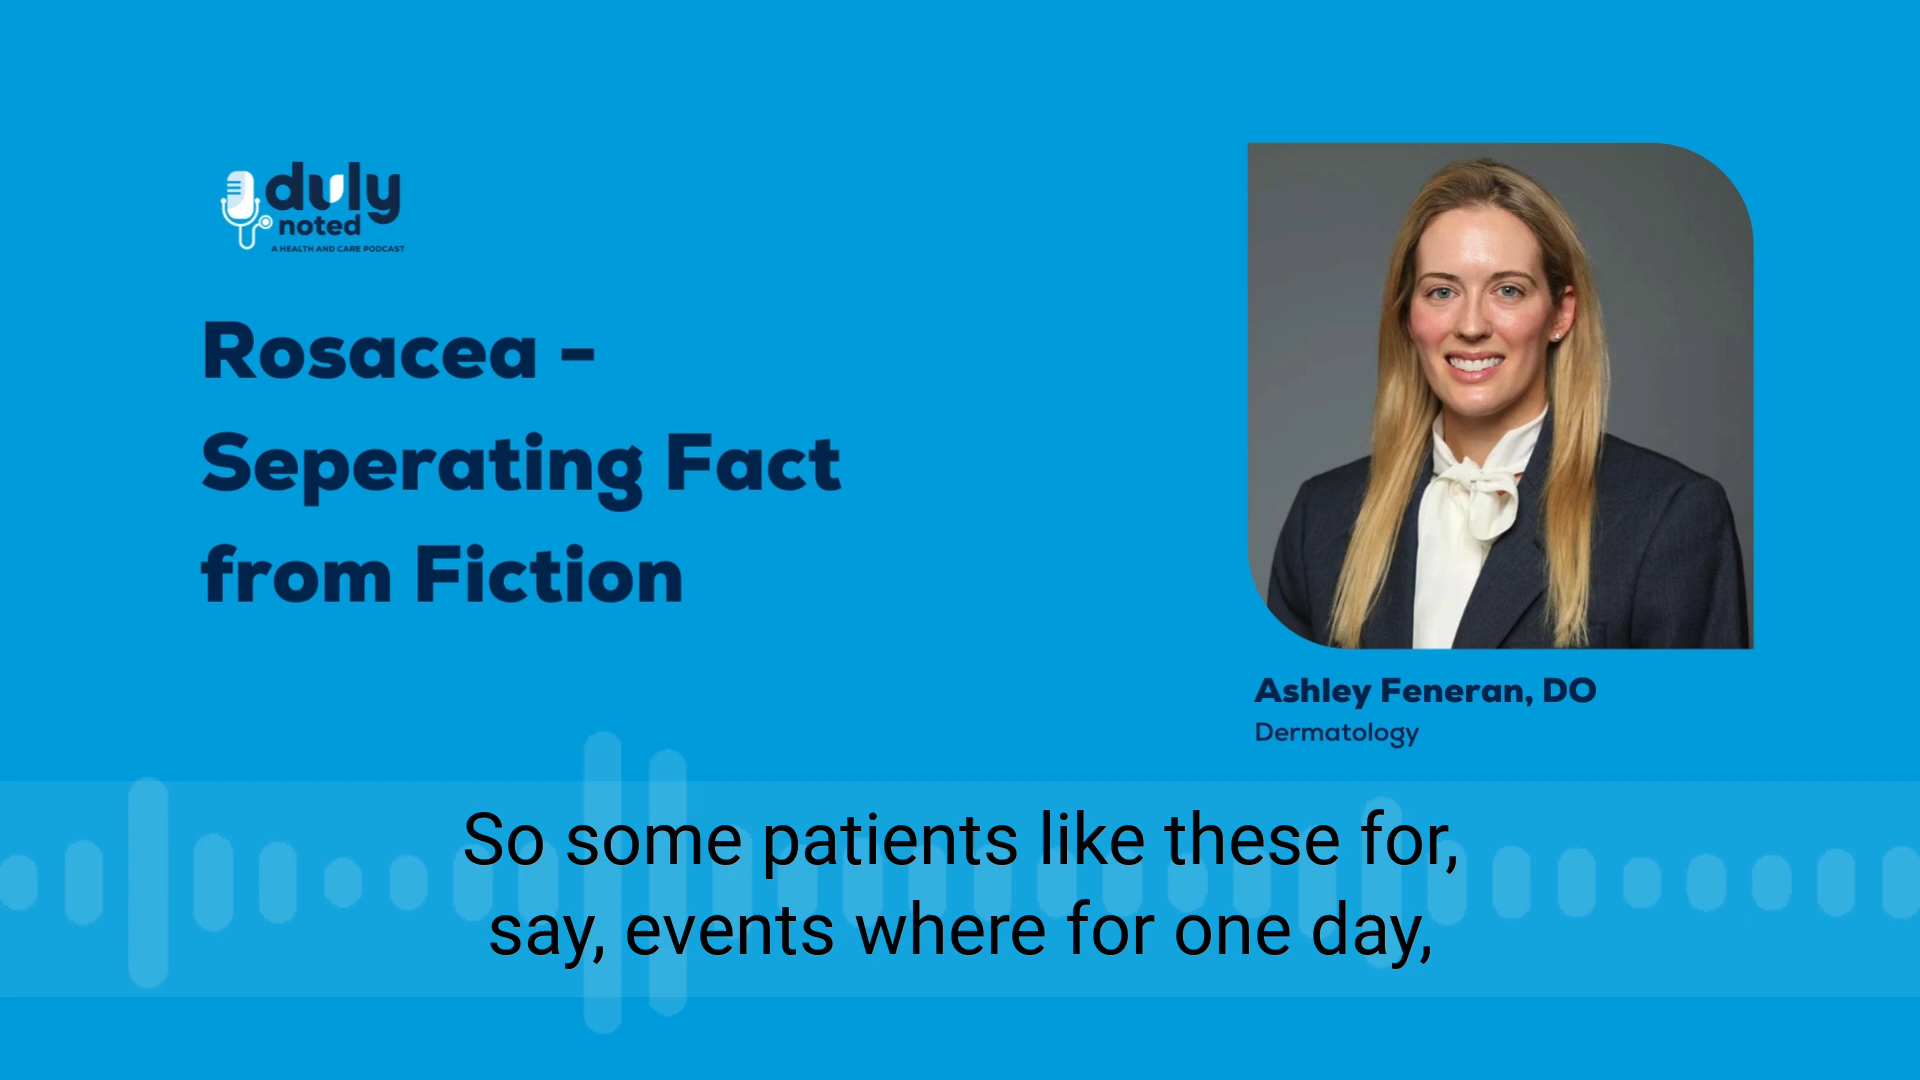 duly
noted
A HEALTH AND CARE PODCAST
Rosacea -
Seperating Fact
from Fiction
Ashley Feneran, DO
Dermatology
So some patients like these for,
say, events where for one day,